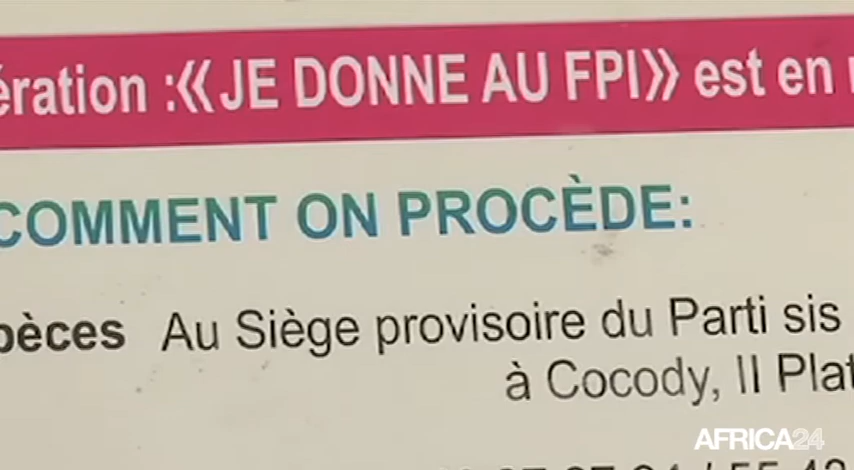 ération :《JE DONNE AU FPI》 est en
COMMENT ON PROCÈDE:
pèces Au Siège provisoire du Parti sis
à Cocody, II Plat
AFRICA24